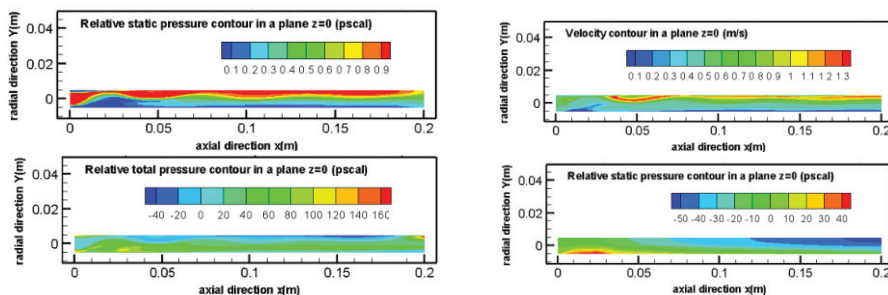 Relative static pressure contour in a plane z=0 (pscal)
0.1 0.2 0.3 0.4 0.5 0.6 0.7 0.8 0.9
0.04
0.02
0
radial direction Y(m)
0 0.05 0.1 0.15 0.2
axial direction x(m)
Velocity contour in a plane z=0 (m/s)
0.1 0.2 0.3 0.4 0.5 0.6 0.7 0.8 0.9 1 1.1 1.2 1.3
0.04
0.02
0
radial direction Y(m)
0 0.05 0.1 0.15 0.2
axial direction x(m)
Relative total pressure contour in a plane z=0 (pscal)
-40 -20 0 20 40 60 80 100 120 140 160
0.04
0.02
0
radial direction Y(m)
0 0.05 0.1 0.15 0.2
axial direction x(m)
Relative static pressure contour in a plane z=0 (pscal)
-50 -40 -30 -20 -10 0 10 20 30 40
0.04
0.02
0
radial direction Y(m)
0 0.05 0.1 0.15 0.2
axial direction x(m)